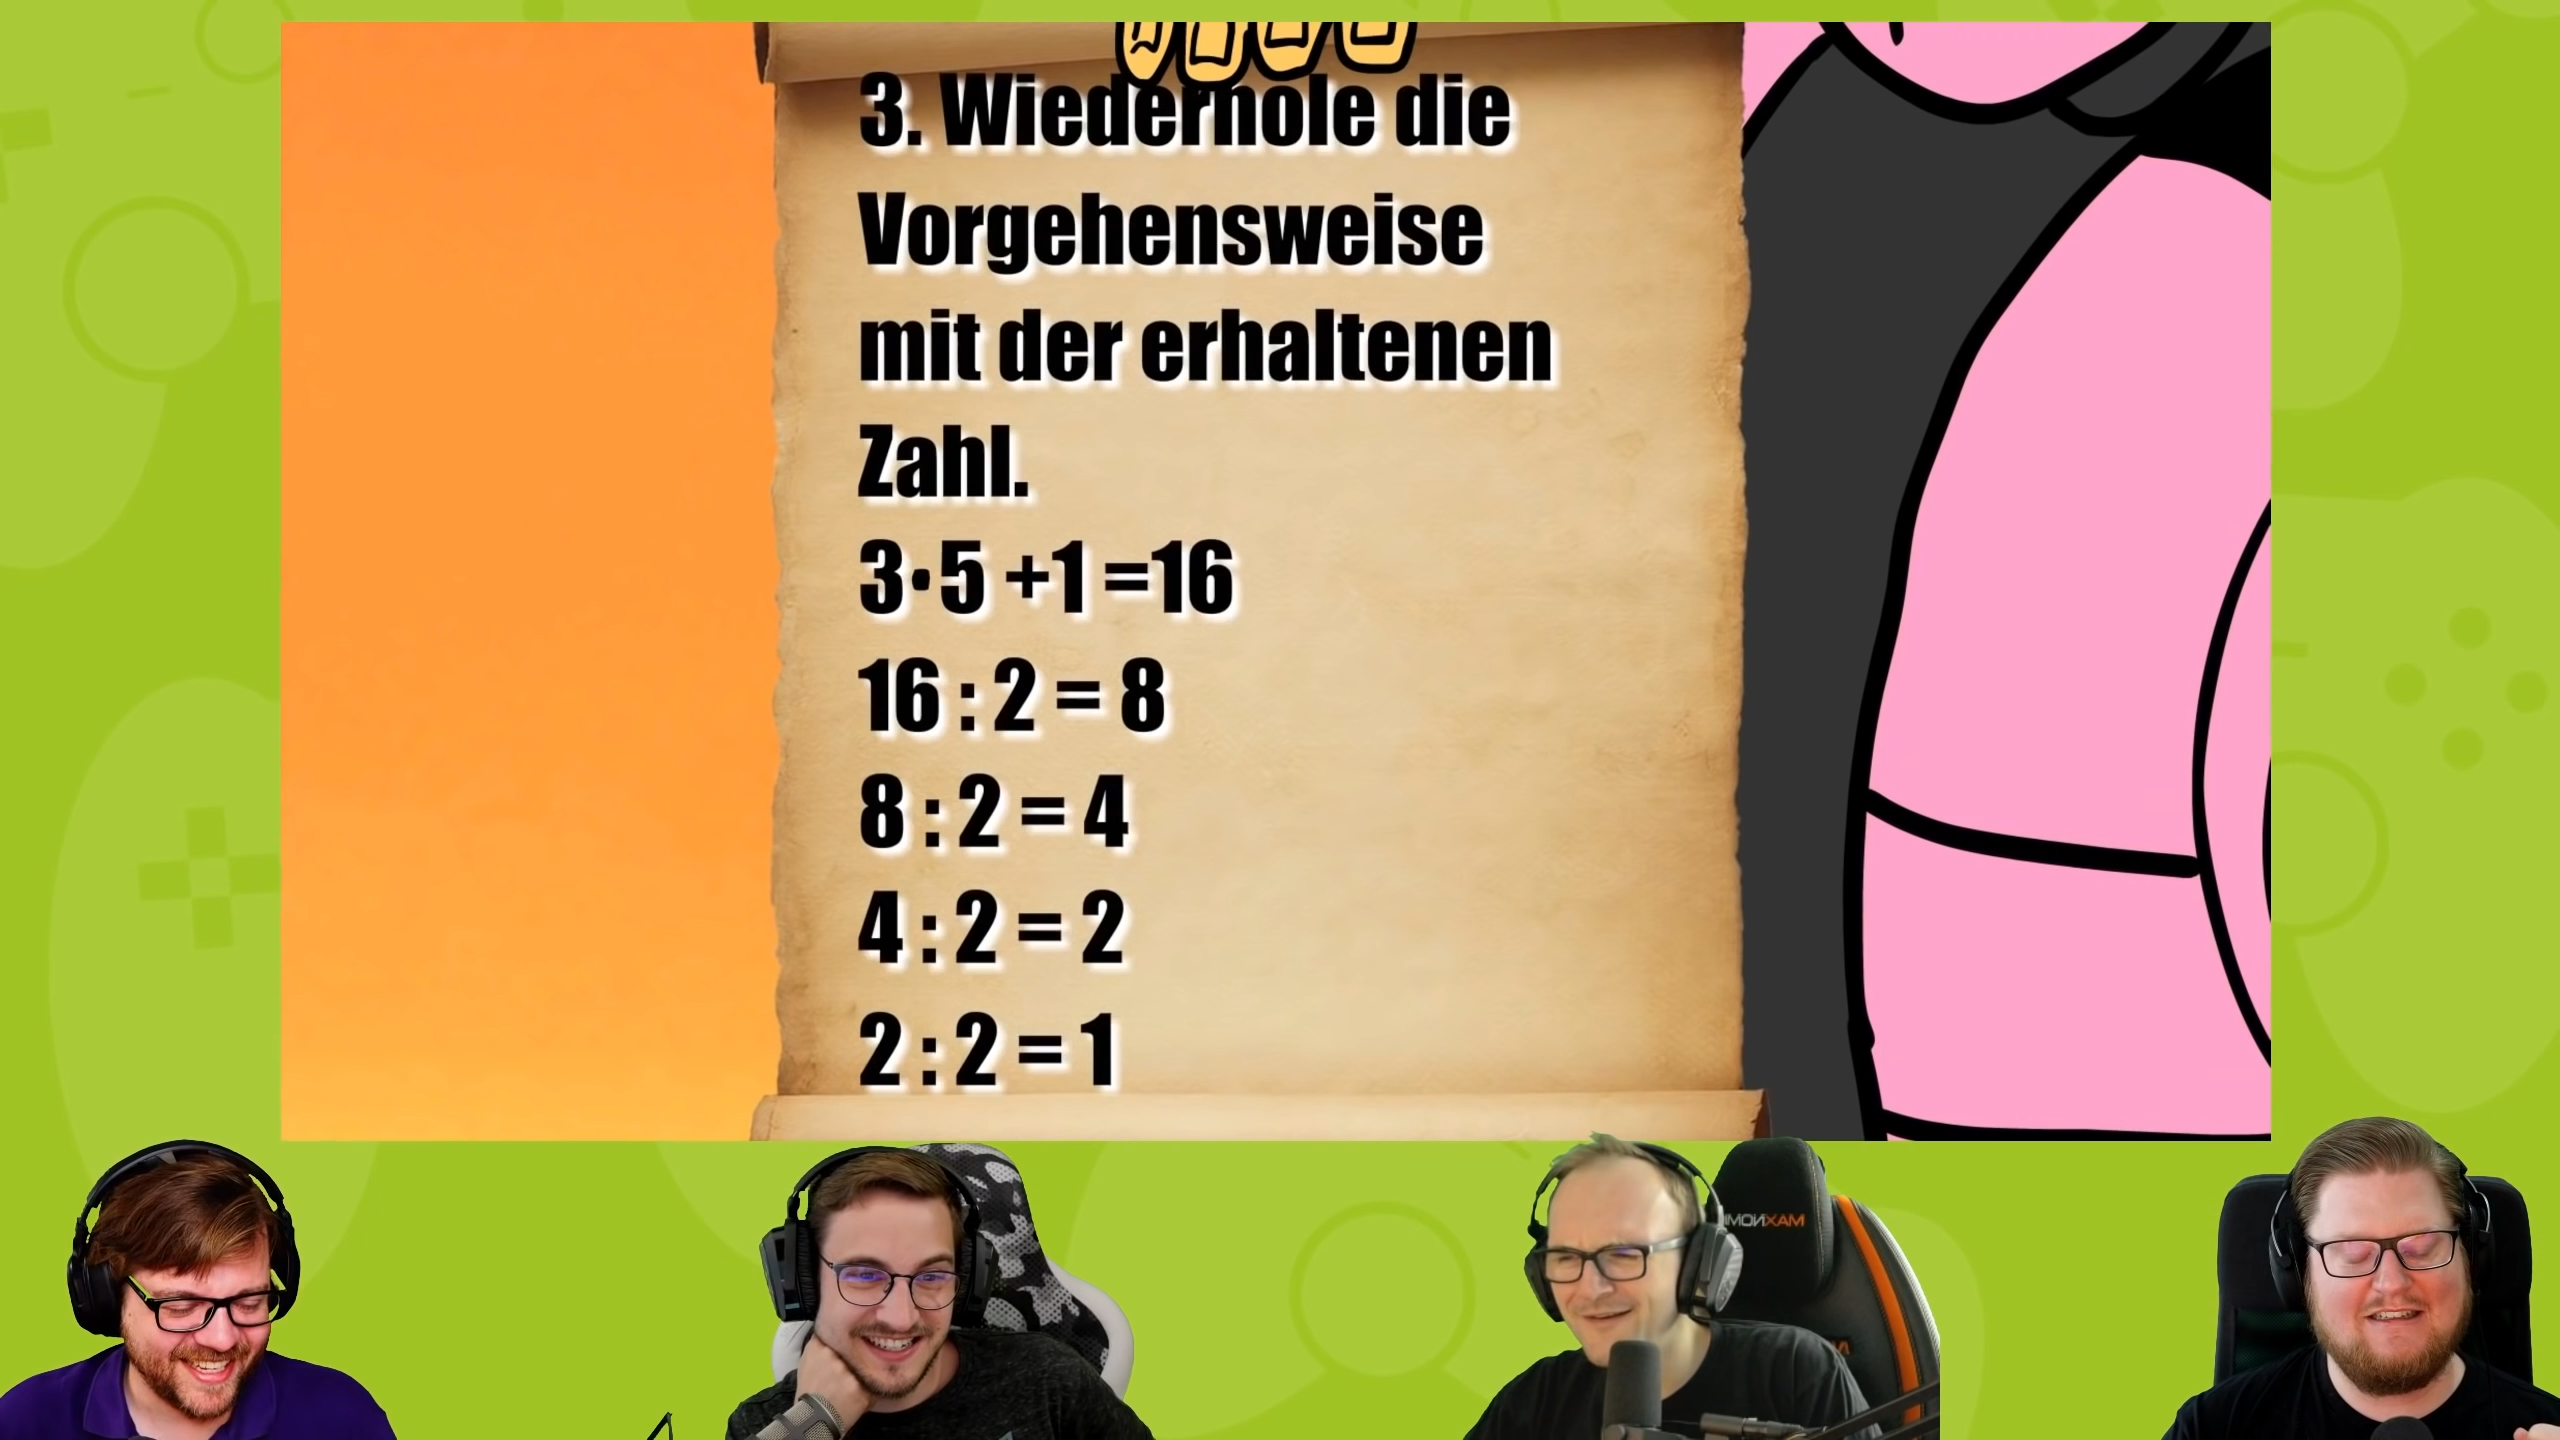 3. Wiederhole die
Vorgehensweise
mit der erhaltenen
Zahl.
3·5 +1 =16
16 : 2 = 8
8 : 2 = 4
4 : 2 = 2
2 : 2 = 1